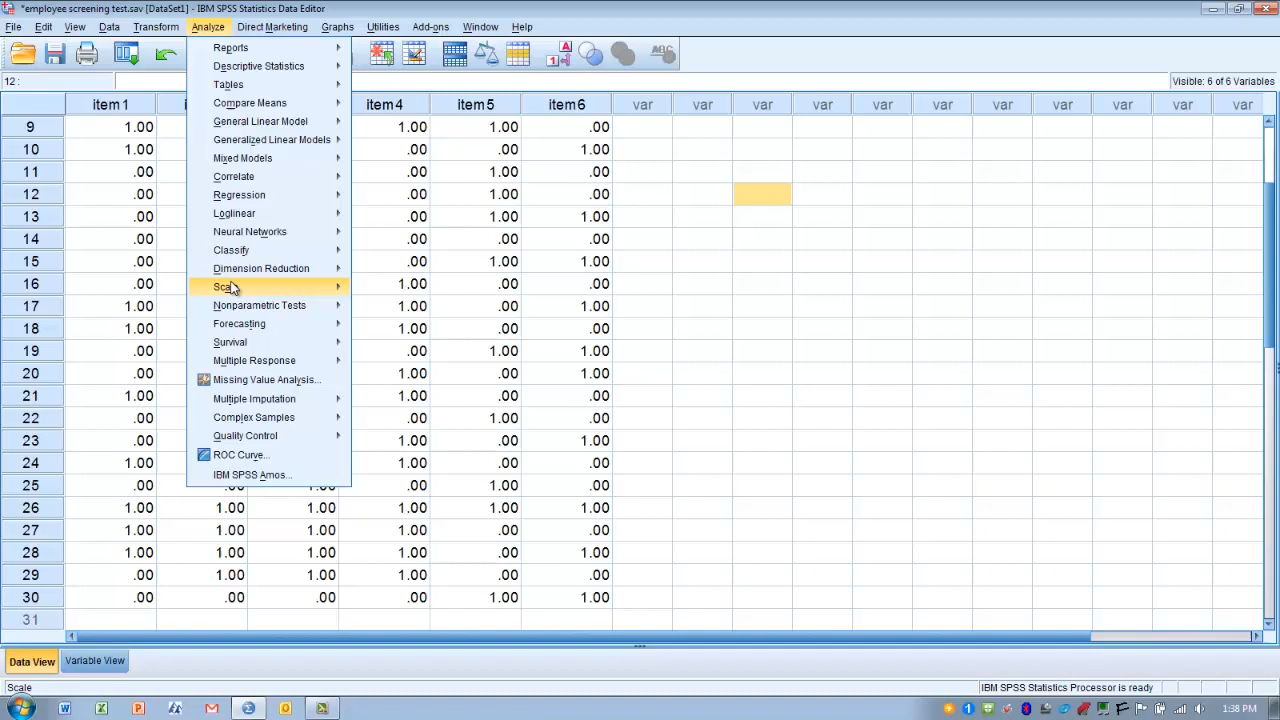 *employee screening test.sav [DataSet1] - IBM SPSS Statistics Data Editor
File Edit View Data Transform Analyze Direct Marketing Graphs Utilities Add-ons Window Help
12 :
Visible: 6 of 6 Variables
Reports
Descriptive Statistics
Tables
Compare Means
General Linear Model
Generalized Linear Models
Mixed Models
Correlate
Regression
Loglinear
Neural Networks
Classify
Dimension Reduction
Nonparametric Tests
Forecasting
Survival
Multiple Response
Missing Value Analysis...
Multiple Imputation
Complex Samples
Quality Control
ROC Curve...
IBM SPSS Amos...
item1 item4 item5 item6 var var var var var var var var var var var
9 1.00 1.00 1.00 .00
10 1.00 .00 .00 1.00
11 .00 .00 1.00 .00
12 .00 .00 1.00 .00
13 .00 .00 1.00 1.00
14 .00 .00 .00 .00
15 .00 .00 1.00 1.00
16 .00 1.00 .00 .00
17 1.00 1.00 .00 1.00
18 1.00 1.00 .00 .00
19 .00 .00 1.00 1.00
20 .00 1.00 .00 1.00
21 1.00 1.00 .00 .00
22 .00 .00 1.00 .00
23 .00 1.00 .00 1.00
24 1.00 1.00 .00 .00
25 .00 .00 1.00 .00 1.00 .00
26 1.00 1.00 1.00 1.00 .00 1.00
27 1.00 1.00 1.00 1.00 .00 .00
28 1.00 1.00 1.00 1.00 .00 1.00
29 .00 1.00 1.00 1.00 .00 .00
30 .00 .00 .00 .00 1.00 1.00
31
Data View Variable View
Scale
IBM SPSS Statistics Processor is ready
1:38 PM